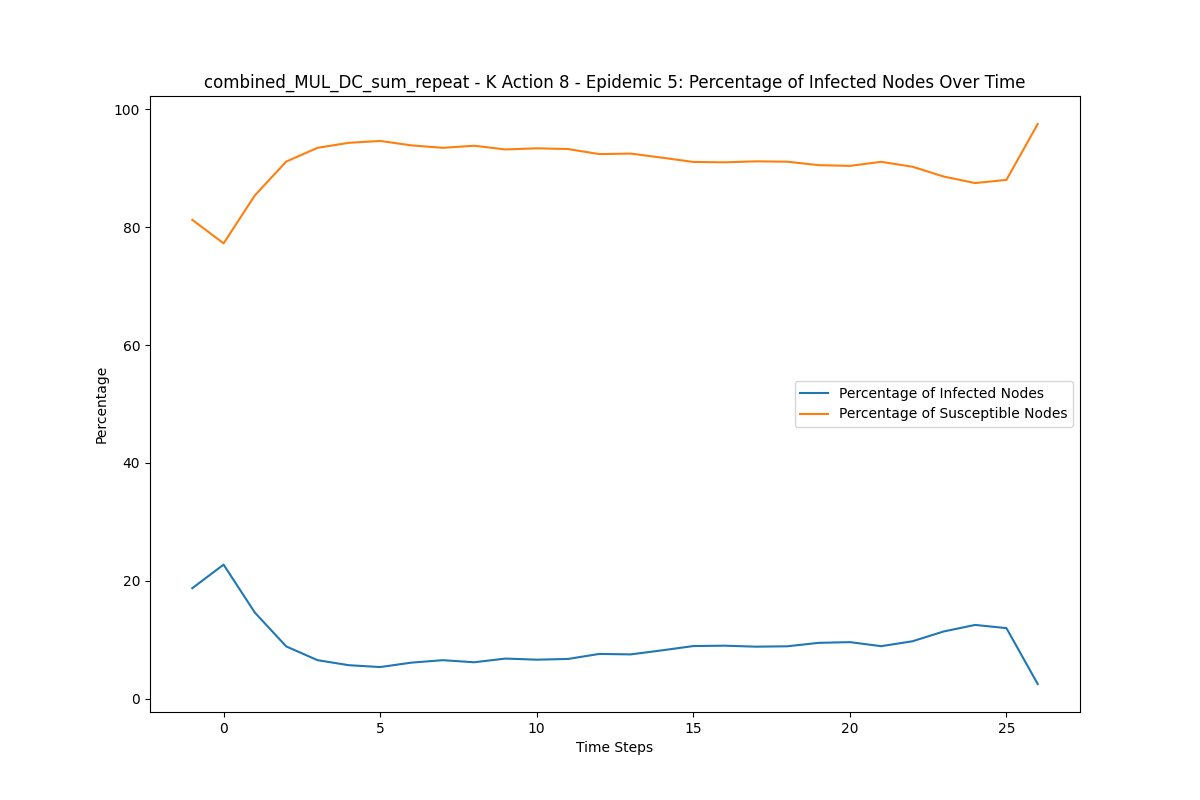 combined_MUL_DC_sum_repeat - K Action 8 - Epidemic 5: Percentage of Infected Nodes Over Time
100
80
60
40
20
0
Percentage
Percentage of Infected Nodes
Percentage of Susceptible Nodes
0 5 10 15 20 25
Time Steps